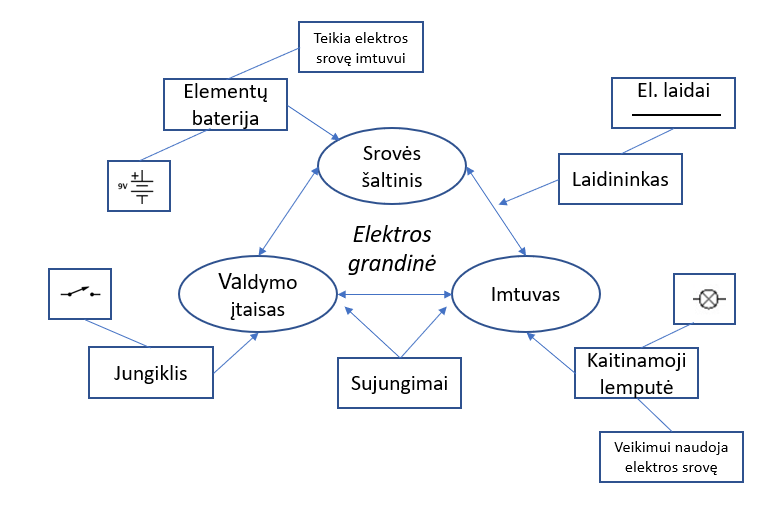 Teikia elektros
srovę imtuvui
Elementų
baterija
El. laidai
Srovės
šaltinis
Laidininkas
9V
Elektros
grandinė
Valdymo
įtaisas
Imtuvas
Jungiklis
Sujungimai
Kaitinamoji
lemputė
Veikimui naudoja
elektros srovę